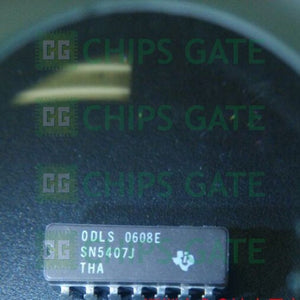 CHIPS GATE
CHIPS GATE
CHIPS GATE
CHIPS GATE
ODLS 0608E
SN5407J
THA